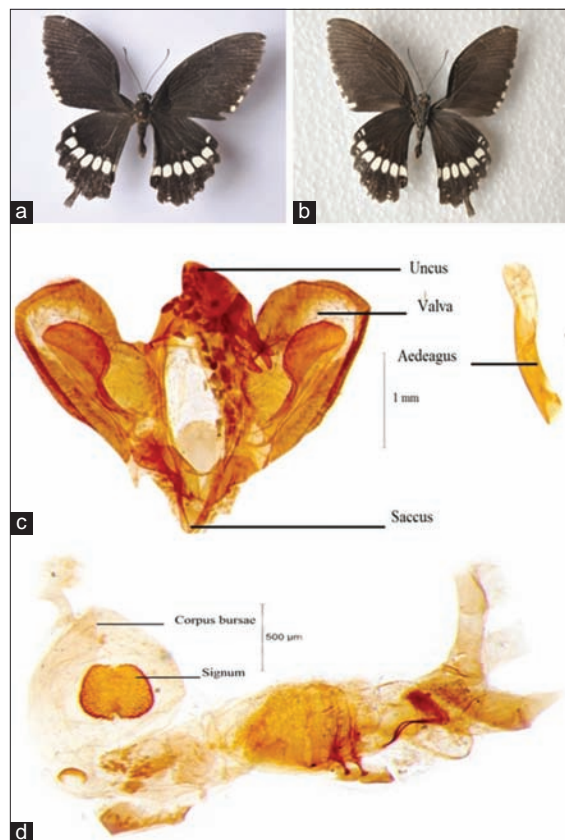 a
b
Uncus
Valva
Aedeagus
1 mm
Saccus
c
Corpus bursae
500 µm
Signum
d